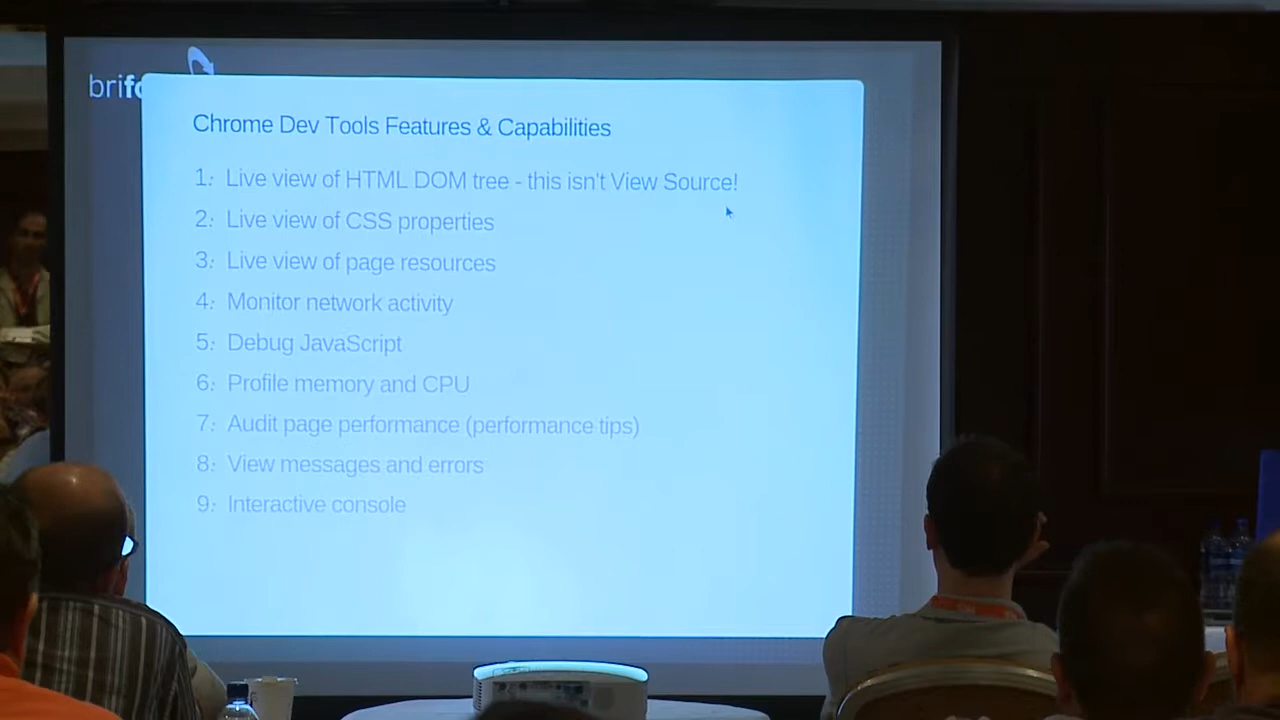 Chrome Dev Tools Features & Capabilities
1: Live view of HTML DOM tree - this isn't View Source!
2: Live view of CSS properties
3: Live view of page resources
4: Monitor network activity
5: Debug JavaScript
6: Profile memory and CPU
7: Audit page performance (performance tips)
8: View messages and errors
9: Interactive console